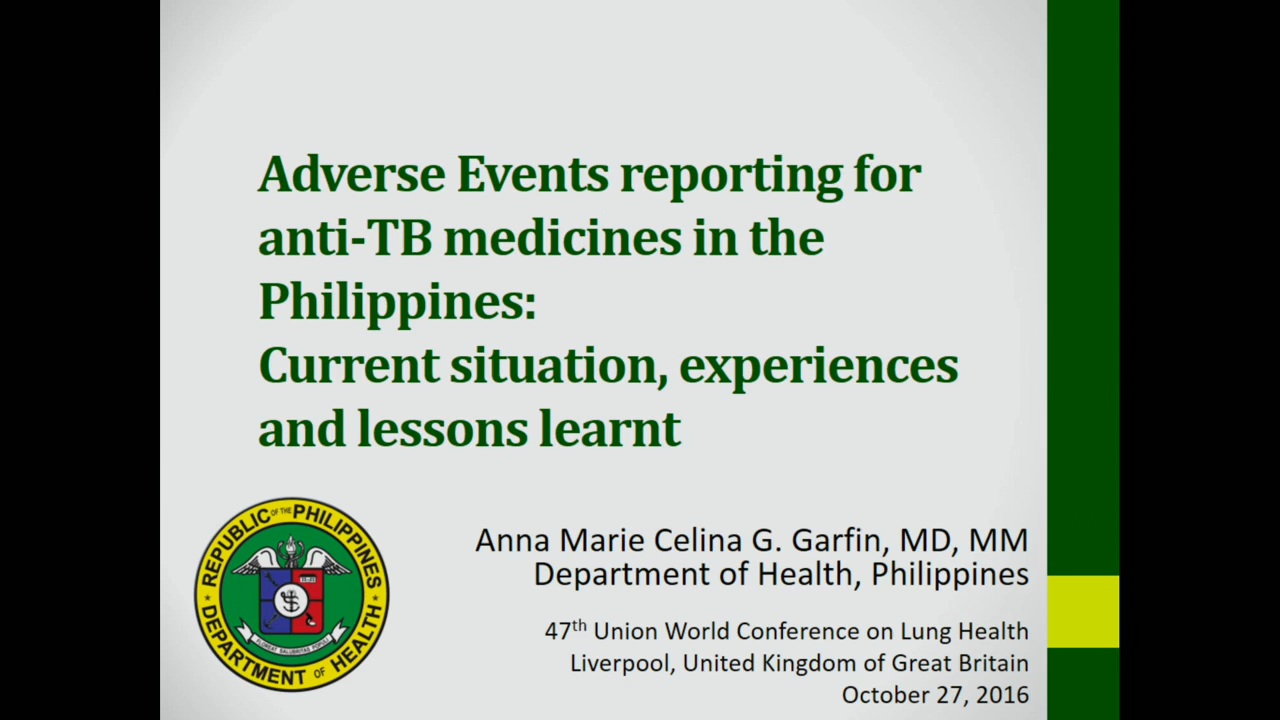 Adverse Events reporting for
anti-TB medicines in the
Philippines:
Current situation, experiences
and lessons learnt
REPUBLIC OF THE PHILIPPINES
DEPARTMENT OF HEALTH
Anna Marie Celina G. Garfin, MD, MM
Department of Health, Philippines
47th Union World Conference on Lung Health
Liverpool, United Kingdom of Great Britain
October 27, 2016